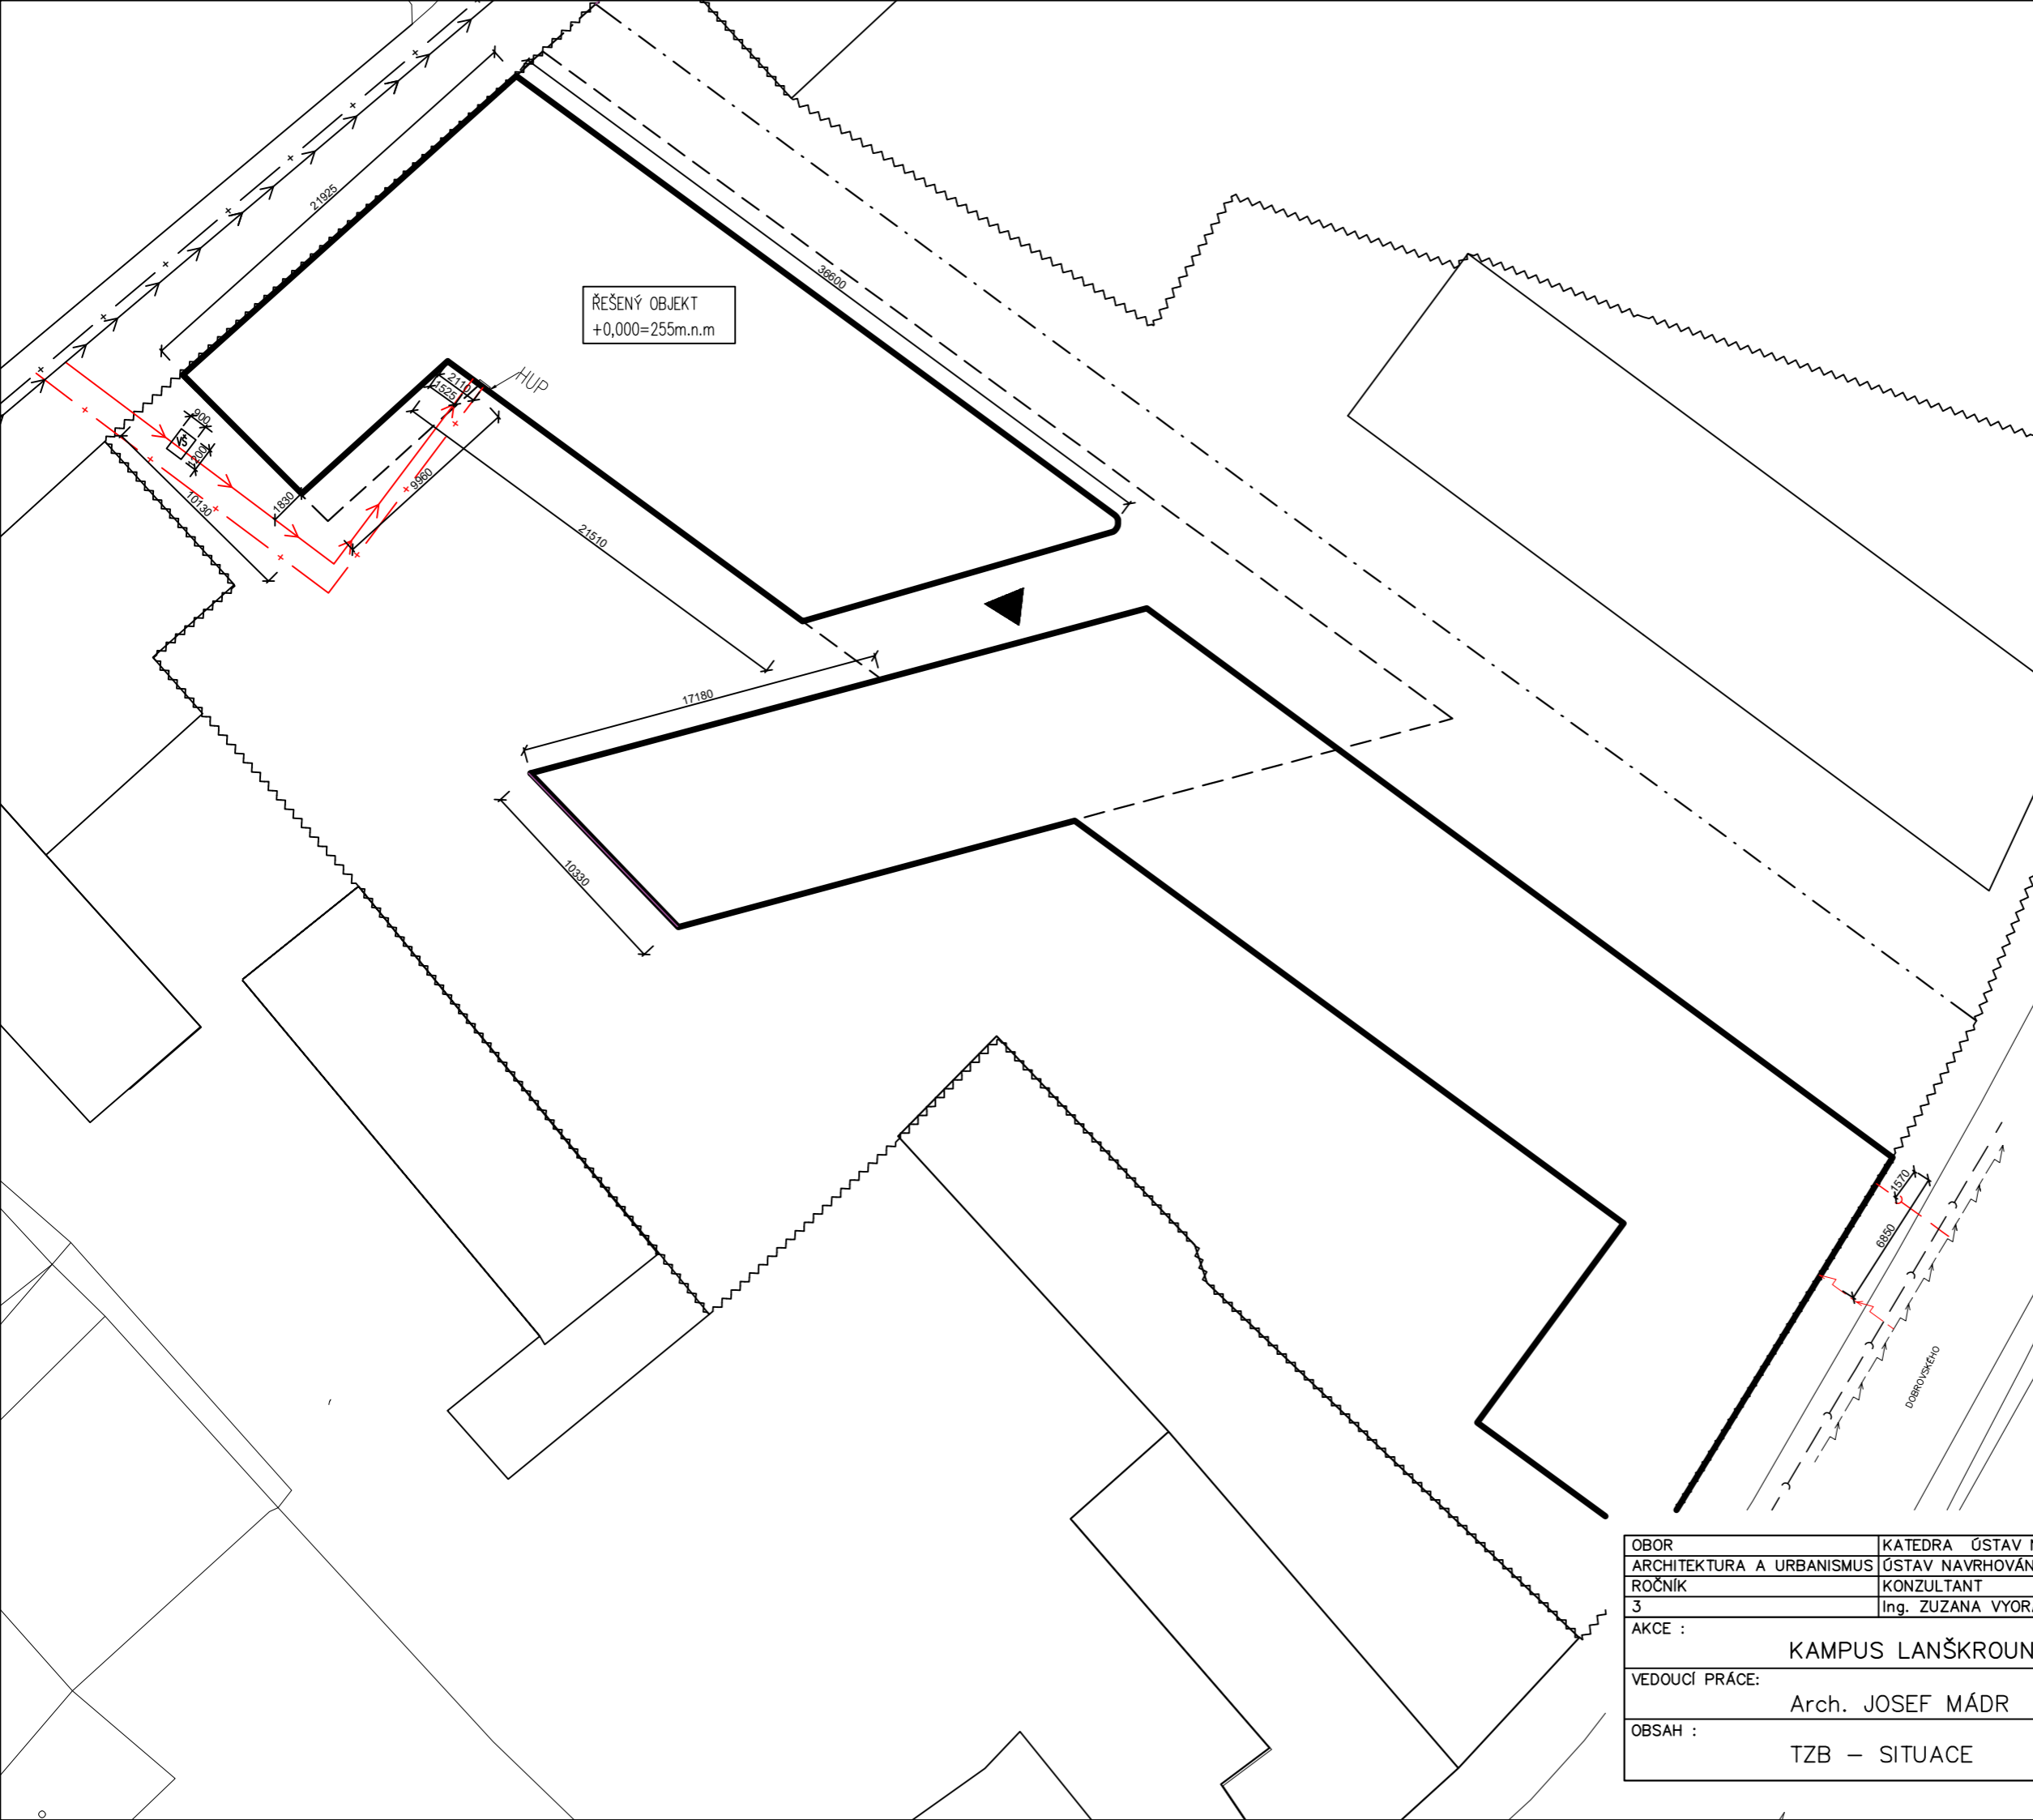 21925
36600
ŘEŠENÝ OBJEKT
+0,000=255m.n.m
HUP
2110
1525
900
VŠ
1200
10130
1830
9960
21510
17180
10330
1570
6850
DOBROVSKÉHO
OBOR
KATEDRA ÚSTAV
ARCHITEKTURA A URBANISMUS
ÚSTAV NAVRHOVÁN
ROČNÍK
KONZULTANT
3
Ing. ZUZANA VYOR
AKCE :
KAMPUS LANŠKROUN
VEDOUCÍ PRÁCE:
Arch. JOSEF MÁDR
OBSAH :
TZB – SITUACE